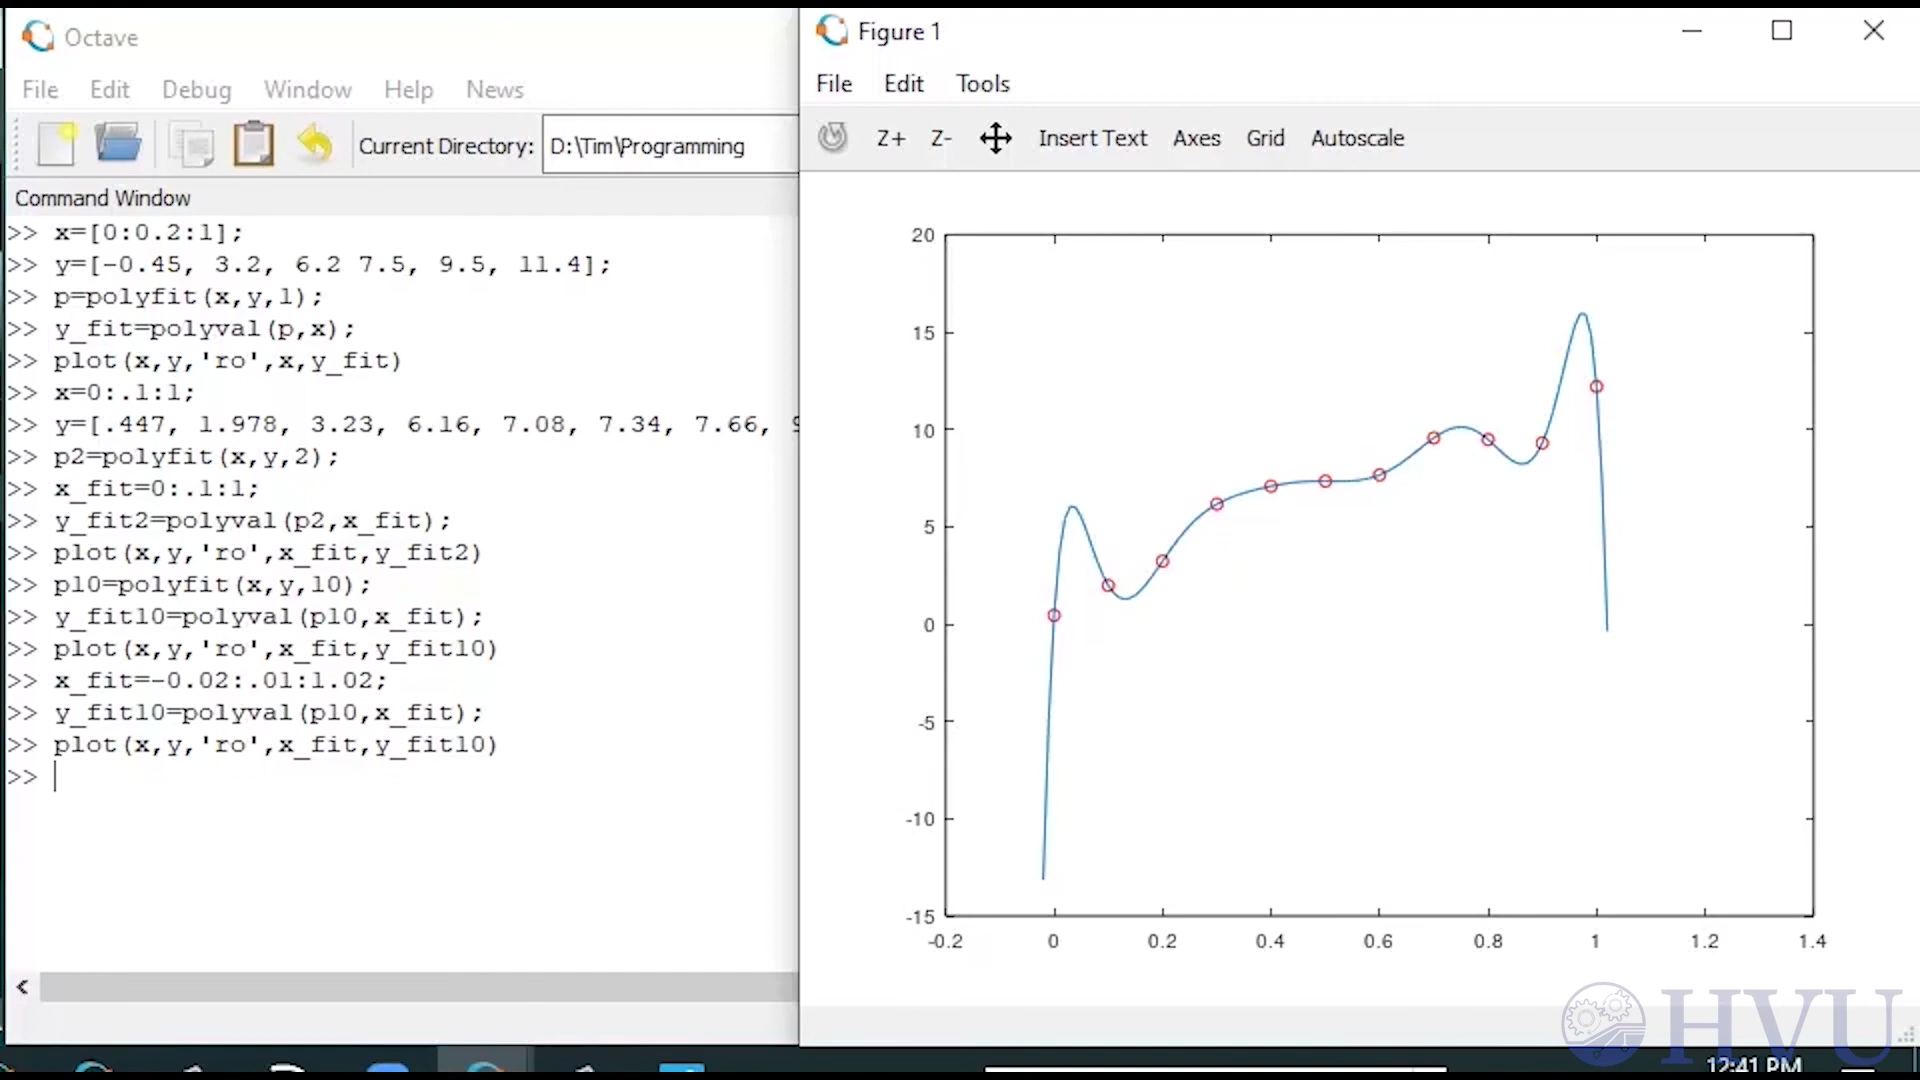 Octave
File Edit Debug Window Help News
Current Directory: D:\Tim\Programming
Command Window
>> x=[0:0.2:1];
>> y=[-0.45, 3.2, 6.2 7.5, 9.5, 11.4];
>> p=polyfit(x,y,1);
>> y_fit=polyval(p,x);
>> plot(x,y,'ro',x,y_fit)
>> x=0:.1:1;
>> y=[.447, 1.978, 3.23, 6.16, 7.08, 7.34, 7.66,
>> p2=polyfit(x,y,2);
>> x_fit=0:.1:1;
>> y_fit2=polyval(p2,x_fit);
>> plot(x,y,'ro',x_fit,y_fit2)
>> p10=polyfit(x,y,10);
>> y_fit10=polyval(p10,x_fit);
>> plot(x,y,'ro',x_fit,y_fit10)
>> x_fit=-0.02:.01:1.02;
>> y_fit10=polyval(p10,x_fit);
>> plot(x,y,'ro',x_fit,y_fit10)
>>
Figure 1
File Edit Tools
Z+ Z- Insert Text Axes Grid Autoscale
20
15
10
5
0
-5
-10
-15
-0.2 0 0.2 0.4 0.6 0.8 1 1.2 1.4
HVU
12:41 PM